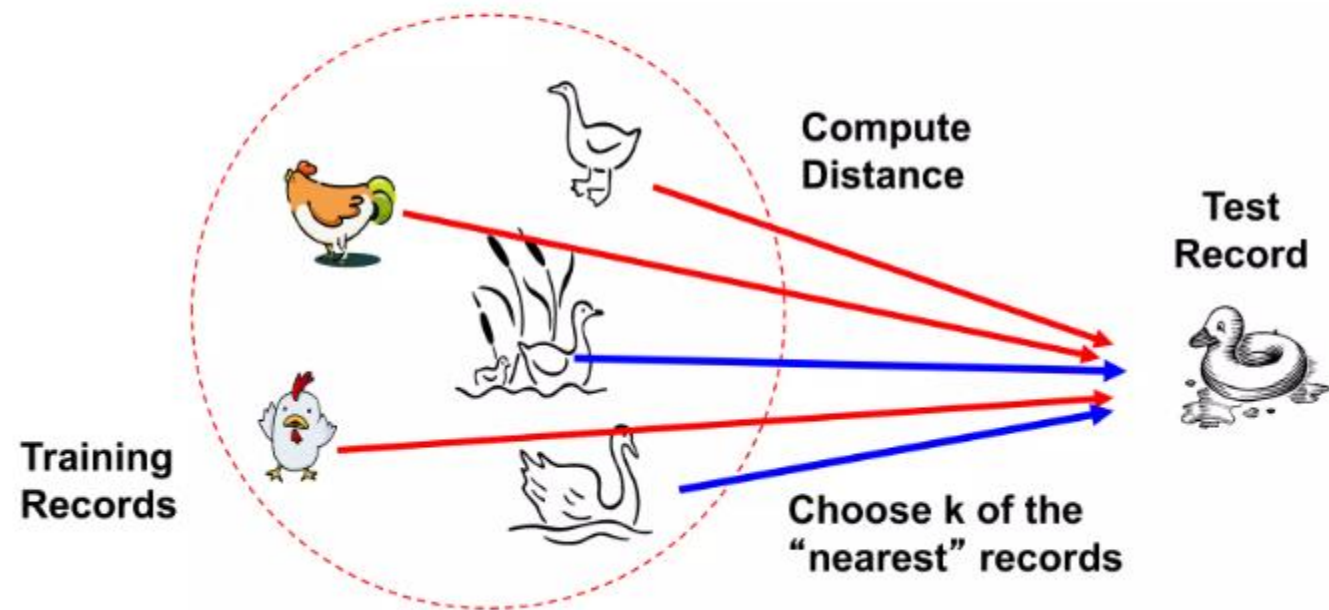 Compute
Distance
Test
Record
Training
Records
Choose k of the
“nearest” records